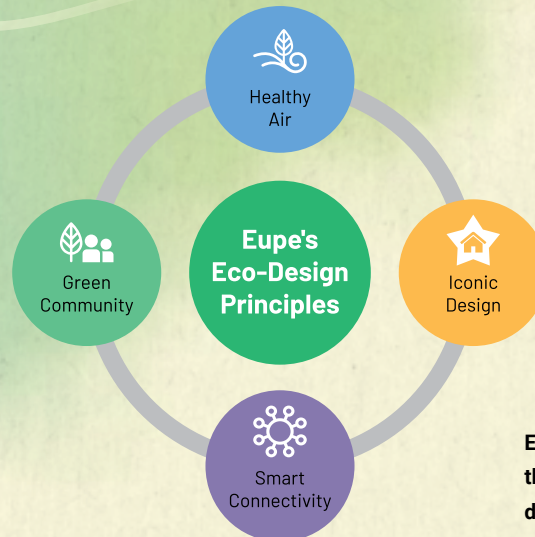 Healthy
Air
Eupe's
Eco-Design
Principles
Green
Community
Iconic
Design
Smart
Connectivity